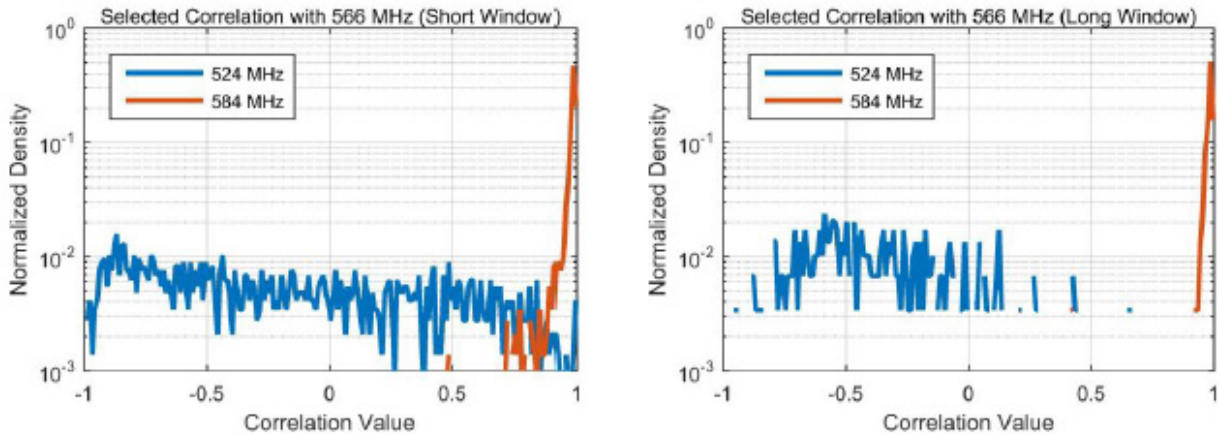 Selected Correlation with 566 MHz (Short Window)
10^0
10^-1
10^-2
10^-3
Normalized Density
524 MHz
584 MHz
-1 -0.5 0 0.5 1
Correlation Value
Selected Correlation with 566 MHz (Long Window)
10^0
10^-1
10^-2
10^-3
Normalized Density
524 MHz
584 MHz
-1 -0.5 0 0.5 1
Correlation Value